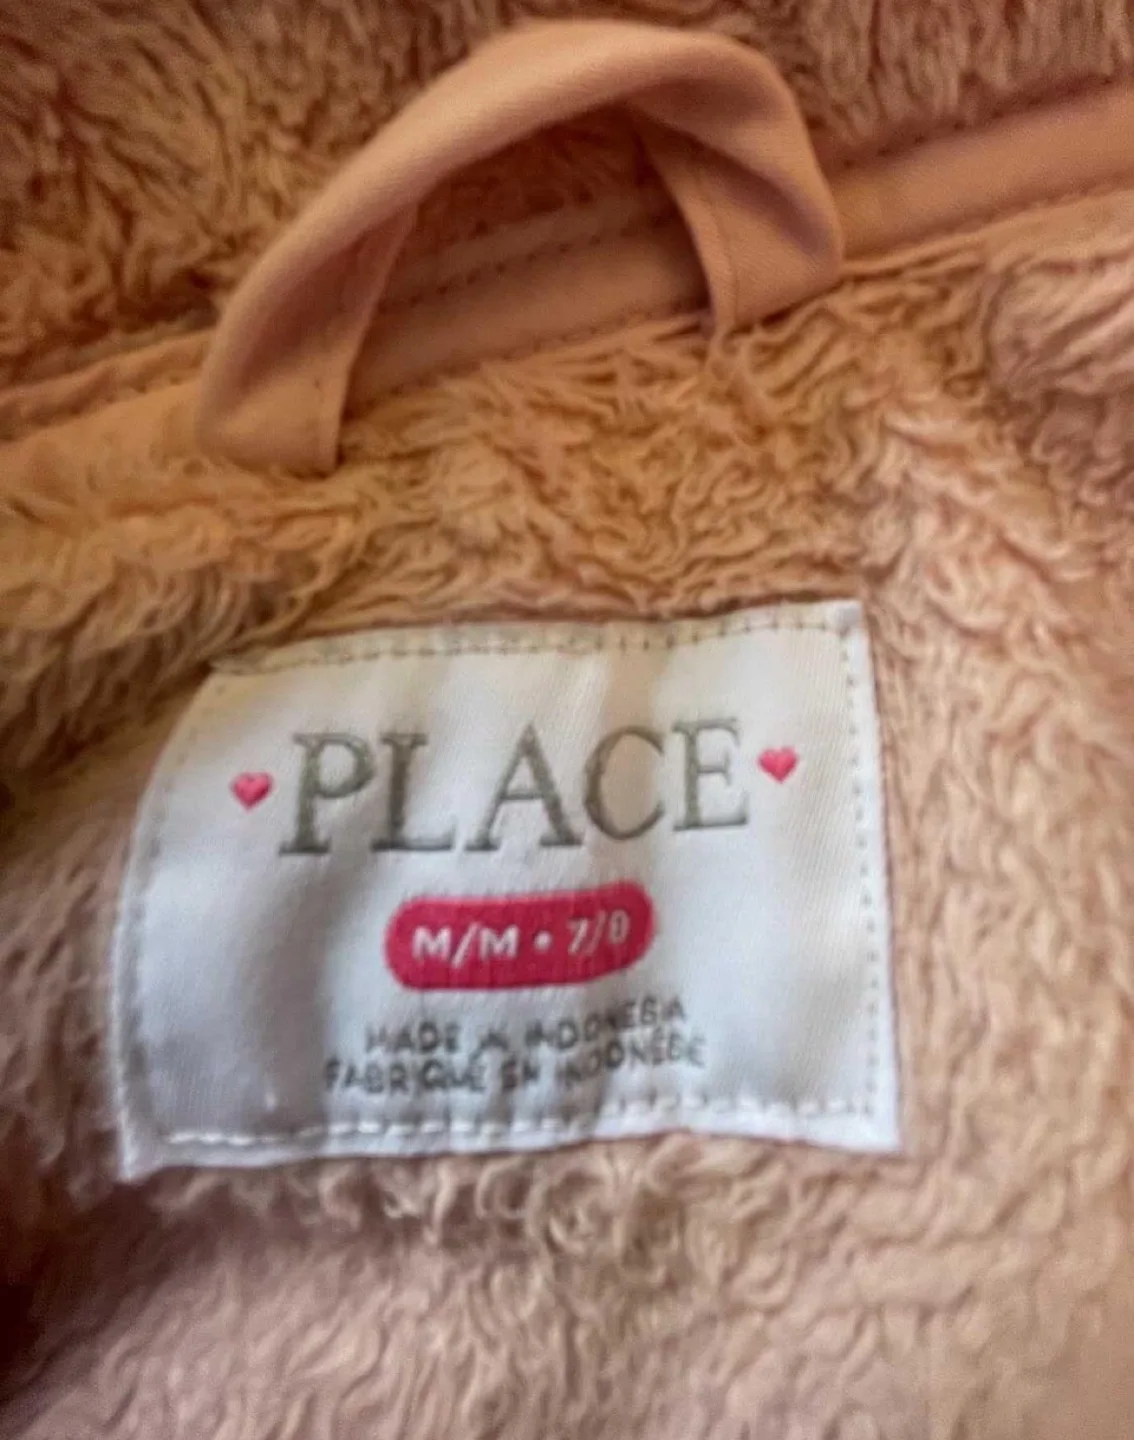 PLACE
M/M • 7/8
MADE IN INDONESIA
FABRIQUÉ EN INDONÉSIE